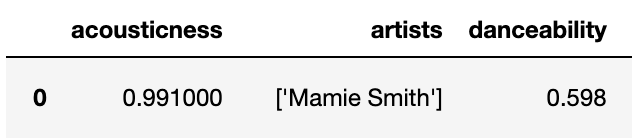 acousticness artists danceability
0 0.991000 ['Mamie Smith'] 0.598